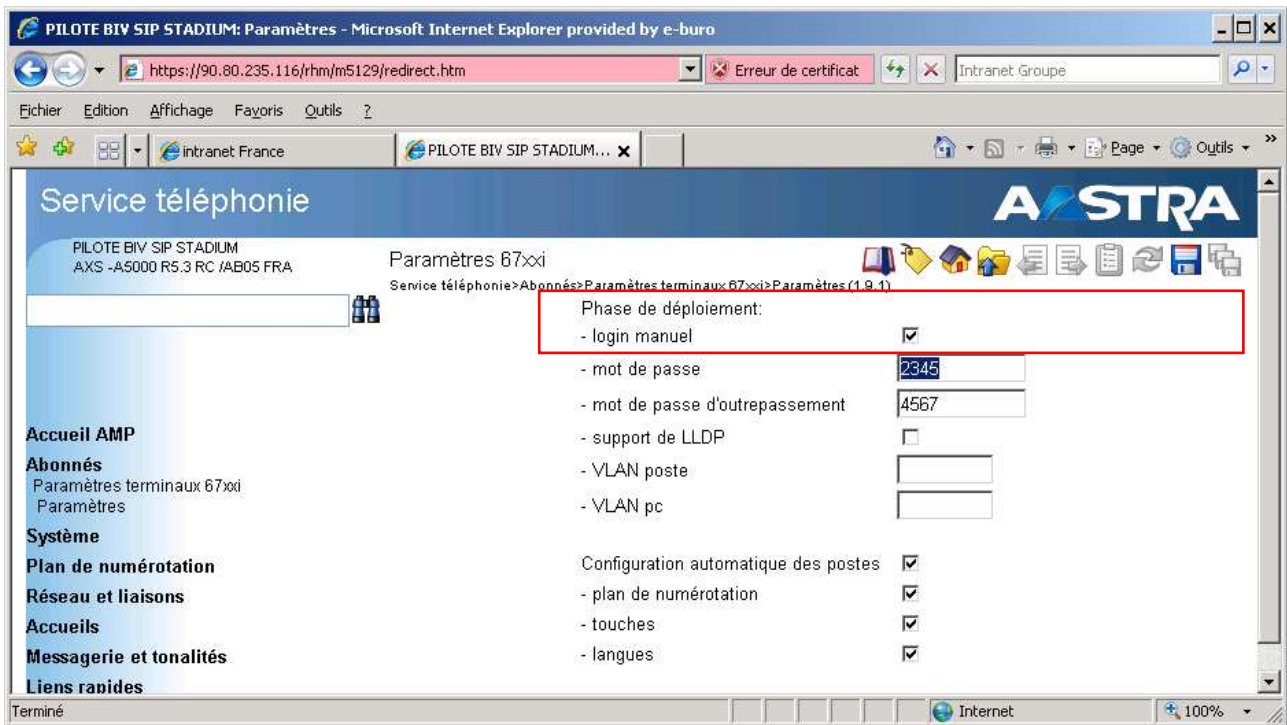 PILOTE BIV SIP STADIUM: Paramètres - Microsoft Internet Explorer provided by e-buro
https://90.80.235.116/rhm/m5129/redirect.htm
Erreur de certificat
Intranet Groupe
Fichier Edition Affichage Favoris Outils ?
intranet France
PILOTE BIV SIP STADIUM...
Page
Outils
»
Service téléphonie
AASTRA
PILOTE BIV SIP STADIUM
AXS -A5000 R5.3 RC /AB05 FRA
Paramètres 67xxi
Service téléphonie>Abonnés>Paramètres terminaux 67xxi>Paramètres (1.9.1)
Phase de déploiement:
- login manuel
- mot de passe 2345
- mot de passe d'outrepassement 4567
- support de LLDP
- VLAN poste
- VLAN pc
Configuration automatique des postes
- plan de numérotation
- touches
- langues
Accueil AMP
Abonnés
Paramètres terminaux 67xxi
Paramètres
Système
Plan de numérotation
Réseau et liaisons
Accueils
Messagerie et tonalités
Liens rapides
Terminé
Internet
100%